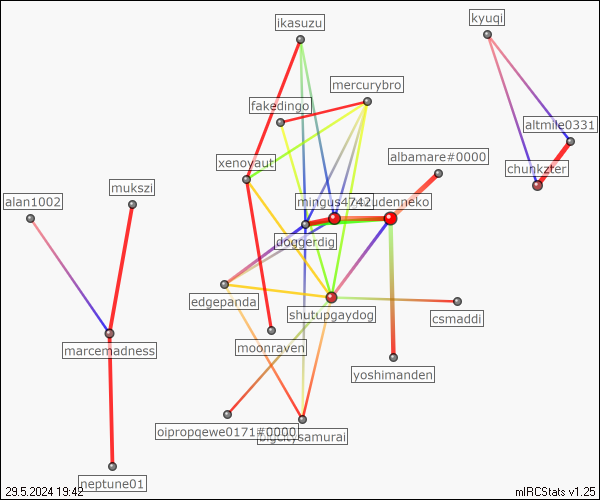 ikasuzu
kyuqi
mercurybro
fakedingo
altmile0331
xenoyaut
albamare#0000
chunkzter
mukszi
alan1002
mingus4742
udenneko
doggerdig
edgepanda
shutupgaydog
csmaddi
marcemadness
moonraven
yoshimanden
oipropqewe0171#0000
bigcitysamurai
neptune01
29.5.2024 19:42
mIRCStats v1.25